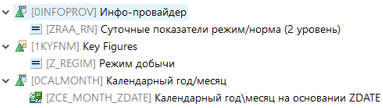 [0INFOPROV] Инфо-провайдер
[ZRAA_RN] Суточные показатели режим/норма (2 уровень)
[1KYFNM] Key Figures
[Z_REGIM] Режим добычи
[0CALMONTH] Календарный год/месяц
[ZCE_MONTH_ZDATE] Календарный год\месяц на основании ZDATE